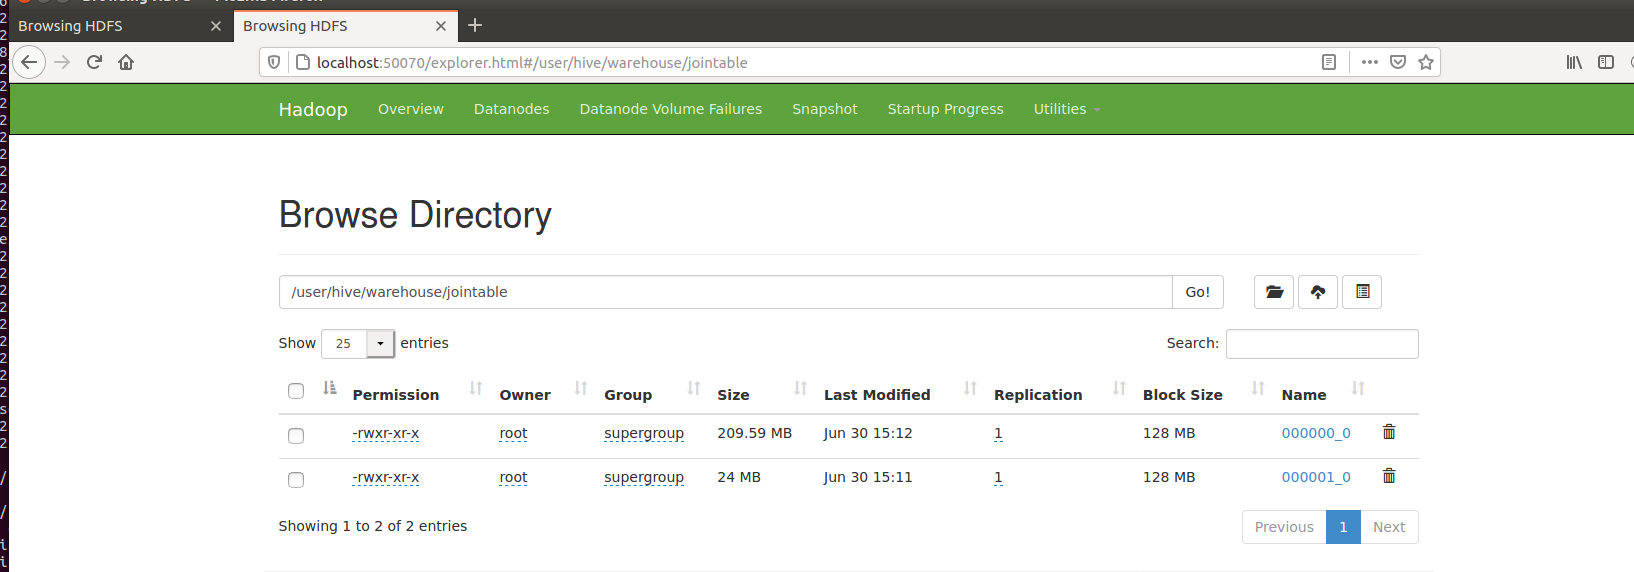 Browsing HDFS
Browsing HDFS
localhost:50070/explorer.html#/user/hive/warehouse/jointable
Hadoop Overview Datanodes Datanode Volume Failures Snapshot Startup Progress Utilities
Browse Directory
/user/hive/warehouse/jointable Go!
Show 25 entries Search:
Permission Owner Group Size Last Modified Replication Block Size Name
-rwxr-xr-x root supergroup 209.59 MB Jun 30 15:12 1 128 MB 000000_0
-rwxr-xr-x root supergroup 24 MB Jun 30 15:11 1 128 MB 000001_0
Showing 1 to 2 of 2 entries Previous 1 Next